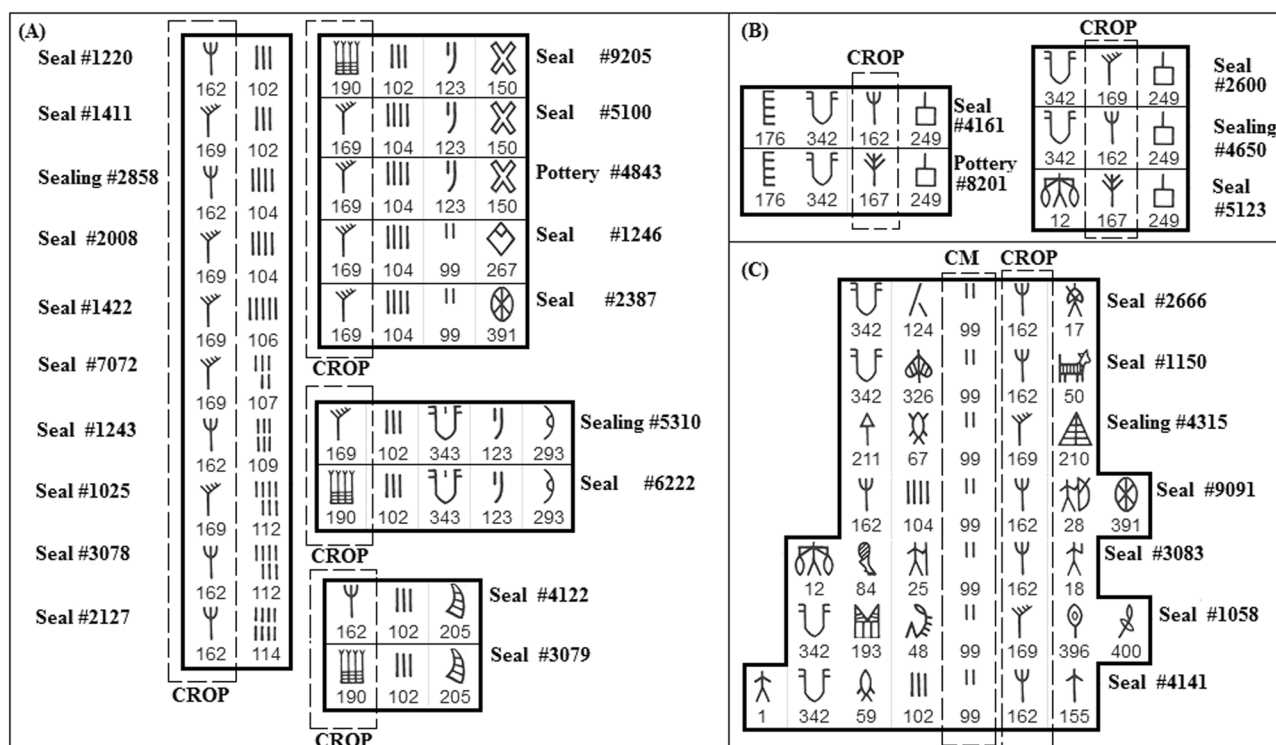 (A)
CROP
Seal #1220
162 102
Seal #1411
169 102
Sealing #2858
162 104
Seal #2008
169 104
Seal #1422
169 106
Seal #7072
169 107
Seal #1243
162 109
Seal #1025
169 112
Seal #3078
162 112
Seal #2127
162 114
CROP
CROP
190 102 123 150
Seal #9205
169 104 123 150
Seal #5100
169 104 123 150
Pottery #4843
169 104 99 267
Seal #1246
169 104 99 391
Seal #2387
CROP
169 102 343 123 293
Sealing #5310
190 102 343 123 293
Seal #6222
CROP
162 102 205
Seal #4122
190 102 205
Seal #3079
CROP
(B)
CROP
176 342 162 249
Seal #4161
176 342 167 249
Pottery #8201
CROP
342 169 249
Seal #2600
342 162 249
Sealing #4650
12 167 249
Seal #5123
(C)
CM CROP
342 124 99 162 17
Seal #2666
342 326 99 162 50
Seal #1150
211 67 99 169 210
Sealing #4315
162 104 99 162 28 391
Seal #9091
12 84 25 99 162 18
Seal #3083
342 193 48 99 169 396 400
Seal #1058
1 342 59 102 99 162 155
Seal #4141